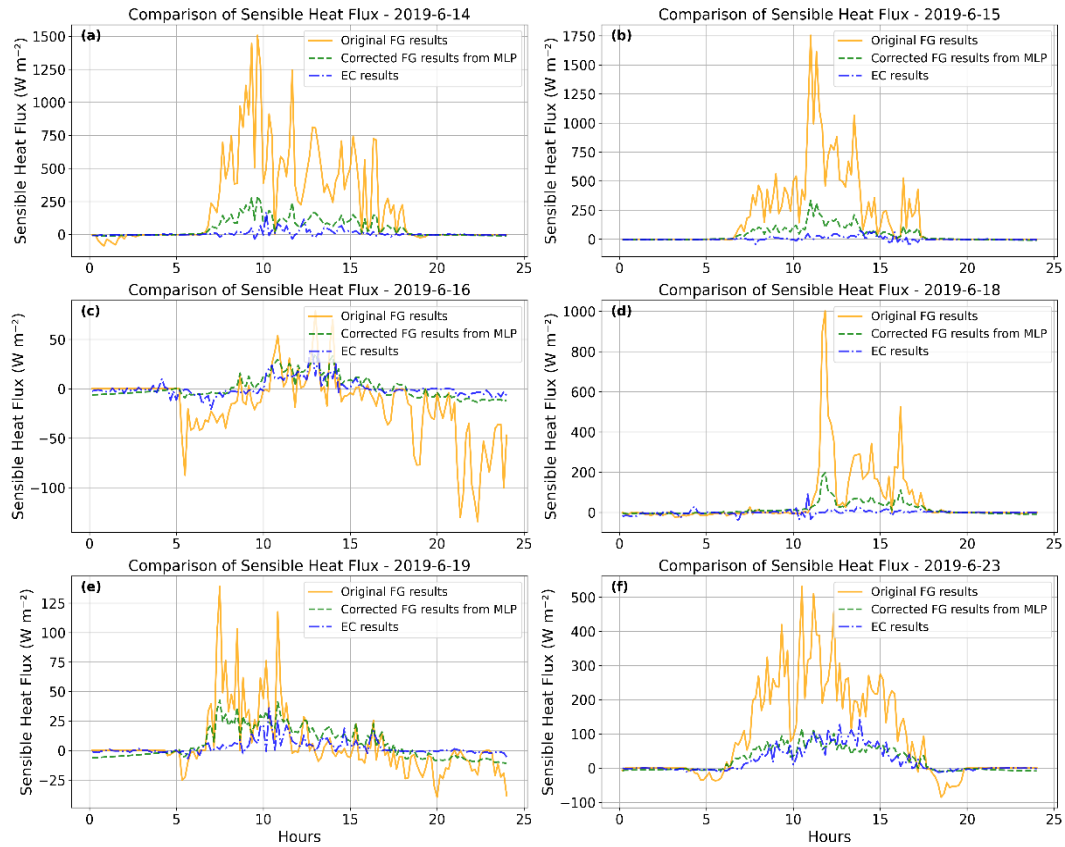 Comparison of Sensible Heat Flux - 2019-6-14
(a)
Original FG results
Corrected FG results from MLP
EC results
Sensible Heat Flux (W m⁻²)
1500
1250
1000
750
500
250
0
0 5 10 15 20 25
Comparison of Sensible Heat Flux - 2019-6-15
(b)
Original FG results
Corrected FG results from MLP
EC results
Sensible Heat Flux (W m⁻²)
1750
1500
1250
1000
750
500
250
0
0 5 10 15 20 25
Comparison of Sensible Heat Flux - 2019-6-16
(c)
Original FG results
Corrected FG results from MLP
EC results
Sensible Heat Flux (W m⁻²)
50
0
−50
−100
0 5 10 15 20 25
Comparison of Sensible Heat Flux - 2019-6-18
(d)
Original FG results
Corrected FG results from MLP
EC results
Sensible Heat Flux (W m⁻²)
1000
800
600
400
200
0
0 5 10 15 20 25
Comparison of Sensible Heat Flux - 2019-6-19
(e)
Original FG results
Corrected FG results from MLP
EC results
Sensible Heat Flux (W m⁻²)
125
100
75
50
25
0
−25
0 5 10 15 20 25
Hours
Comparison of Sensible Heat Flux - 2019-6-23
(f)
Original FG results
Corrected FG results from MLP
EC results
Sensible Heat Flux (W m⁻²)
500
400
300
200
100
0
−100
0 5 10 15 20 25
Hours